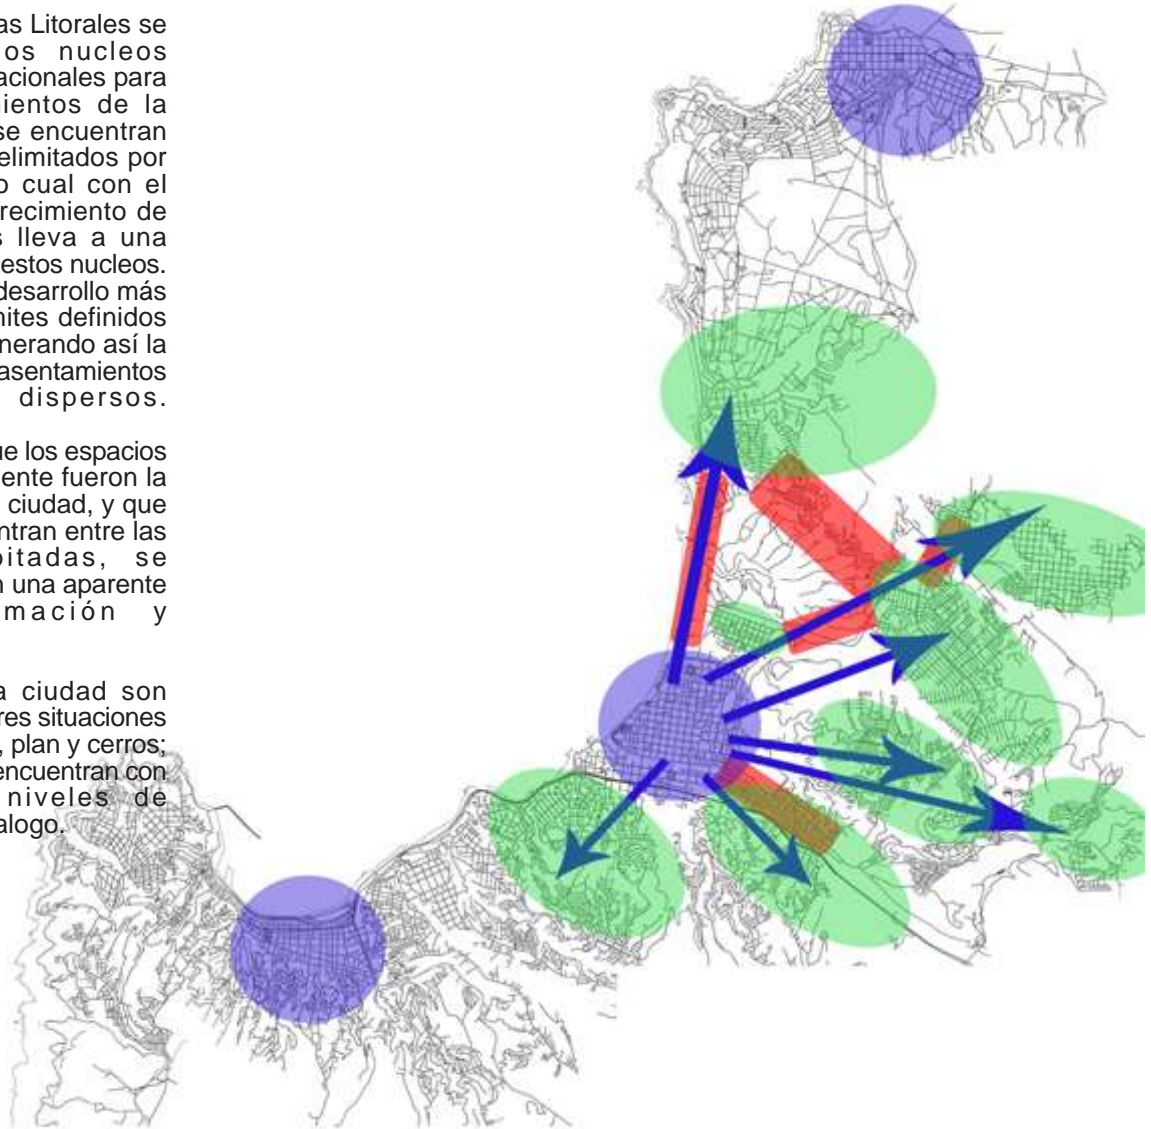 as Litorales se
os nucleos
acionales para
ientos de la
se encuentran
elimitados por
o cual con el
recimiento de
s lleva a una
estos nucleos.
desarrollo más
mites definidos
nerando así la
asentamientos
dispersos.
ue los espacios
ente fueron la
ciudad, y que
ntran entre las
bitadas, se
n una aparente
mación y
a ciudad son
res situaciones
, plan y cerros;
encuentran con
niveles de
alogo.